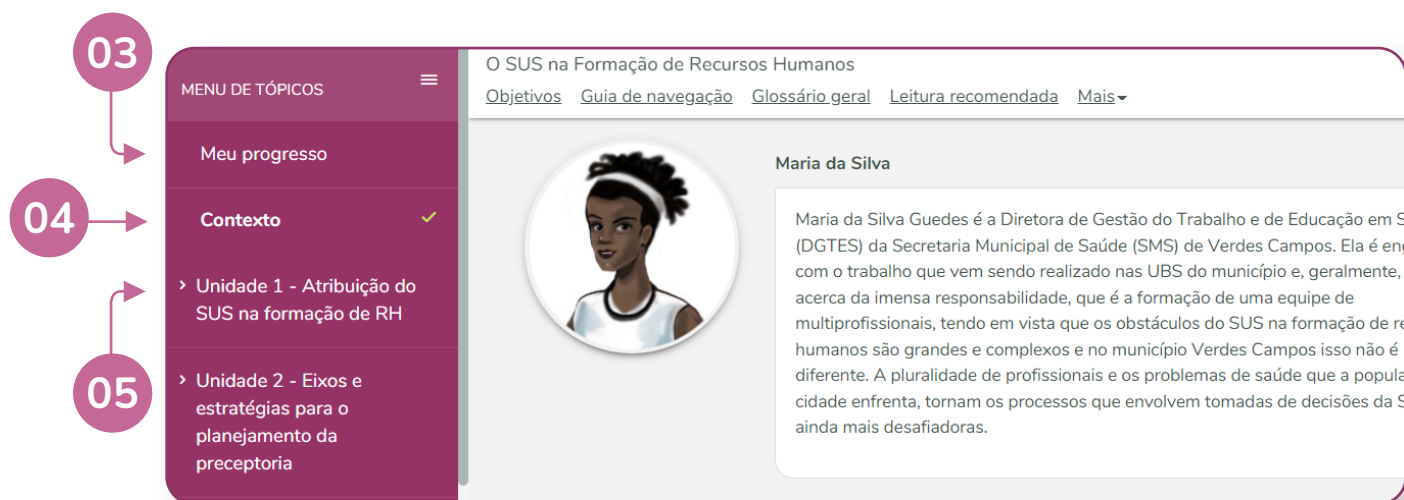 03
MENU DE TÓPICOS
Meu progresso
04
Contexto
Unidade 1 - Atribuição do
SUS na formação de RH
05
Unidade 2 - Eixos e
estratégias para o
planejamento da
preceptoria
O SUS na Formação de Recursos Humanos
Objetivos Guia de navegação Glossário geral Leitura recomendada Mais
Maria da Silva
Maria da Silva Guedes é a Diretora de Gestão do Trabalho e de Educação em
(DGTES) da Secretaria Municipal de Saúde (SMS) de Verdes Campos. Ela é
com o trabalho que vem sendo realizado nas UBS do município e, geralmente,
acerca da imensa responsabilidade, que é a formação de uma equipe de
multiprofissionais, tendo em vista que os obstáculos do SUS na formação de
humanos são grandes e complexos e no município Verdes Campos isso não é
diferente. A pluralidade de profissionais e os problemas de saúde que a
cidade enfrenta, tornam os processos que envolvem tomadas de decisões da
ainda mais desafiadoras.